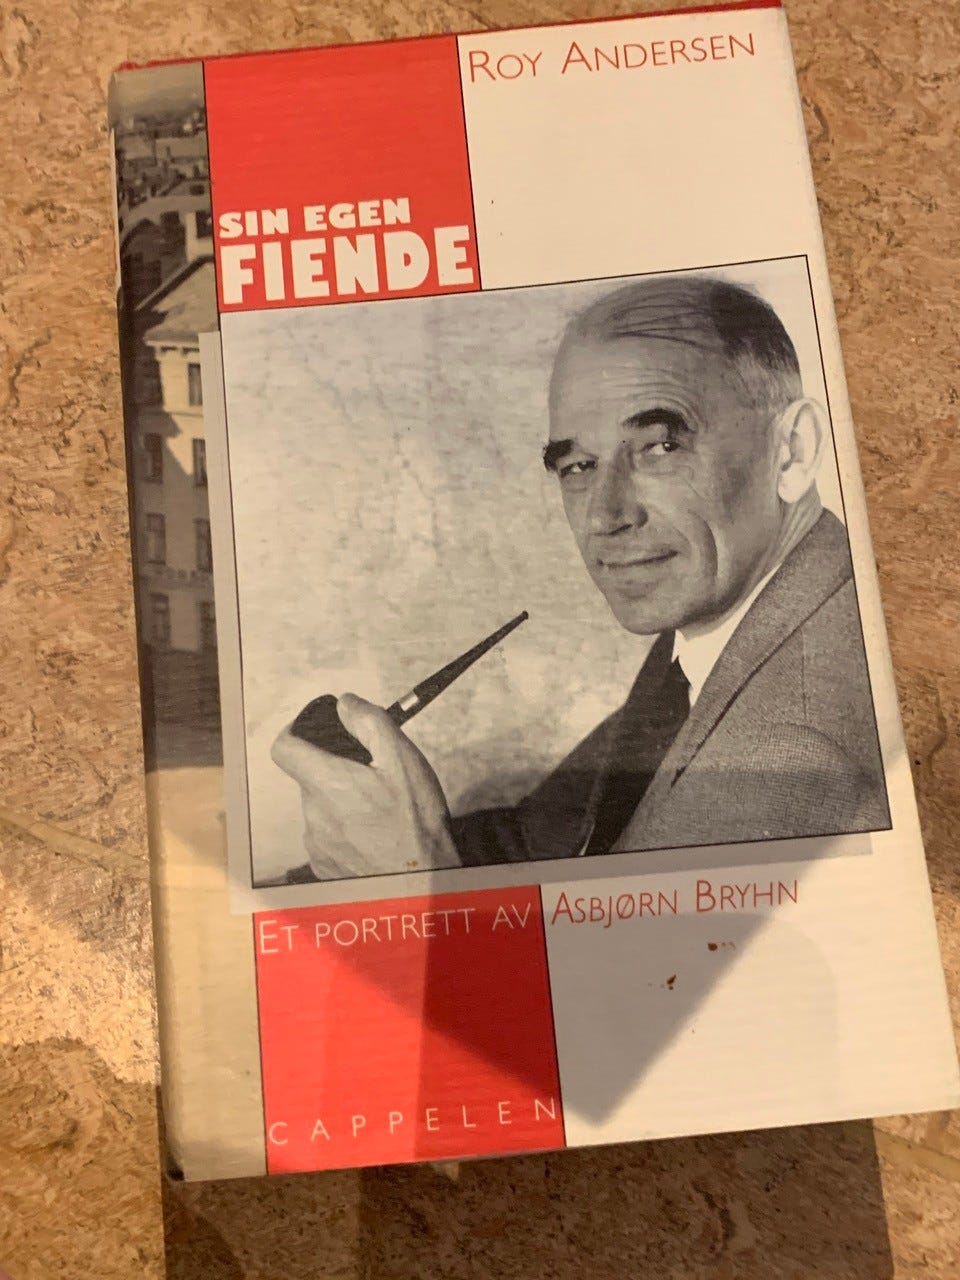 ROY ANDERSEN
SIN EGEN
FIENDE
ET PORTRETT AV ASBJØRN BRYHN
CAPPELEN